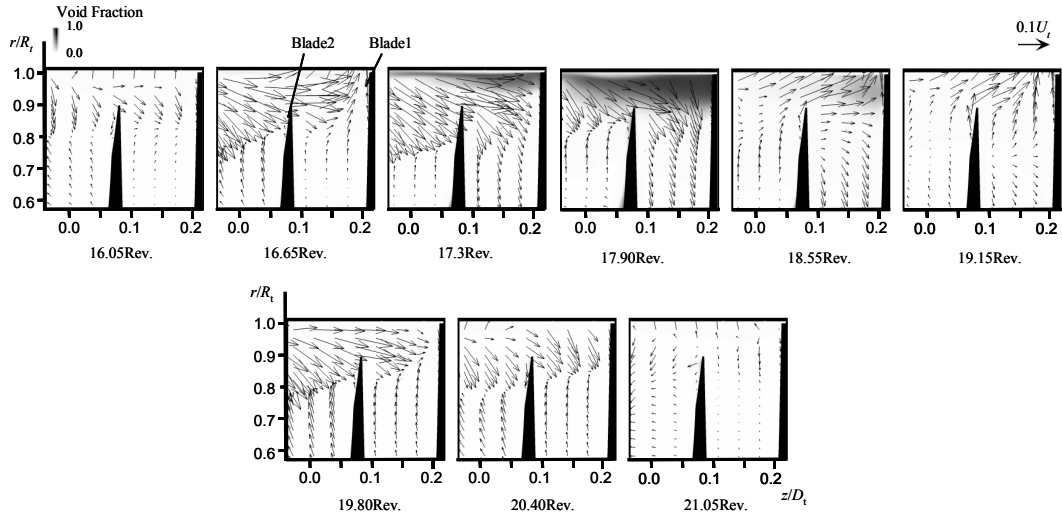 Void Fraction
1.0
0.0
0.1Ut
r/Rt
Blade2 Blade1
1.0
0.9
0.8
0.7
0.6
0.0 0.1 0.2 0.0 0.1 0.2 0.0 0.1 0.2 0.0 0.1 0.2 0.0 0.1 0.2 0.0 0.1 0.2
16.05Rev. 16.65Rev. 17.3Rev. 17.90Rev. 18.55Rev. 19.15Rev.
r/Rt
1.0
0.9
0.8
0.7
0.6
0.0 0.1 0.2 0.0 0.1 0.2 0.0 0.1 0.2
z/Dt
19.80Rev. 20.40Rev. 21.05Rev.